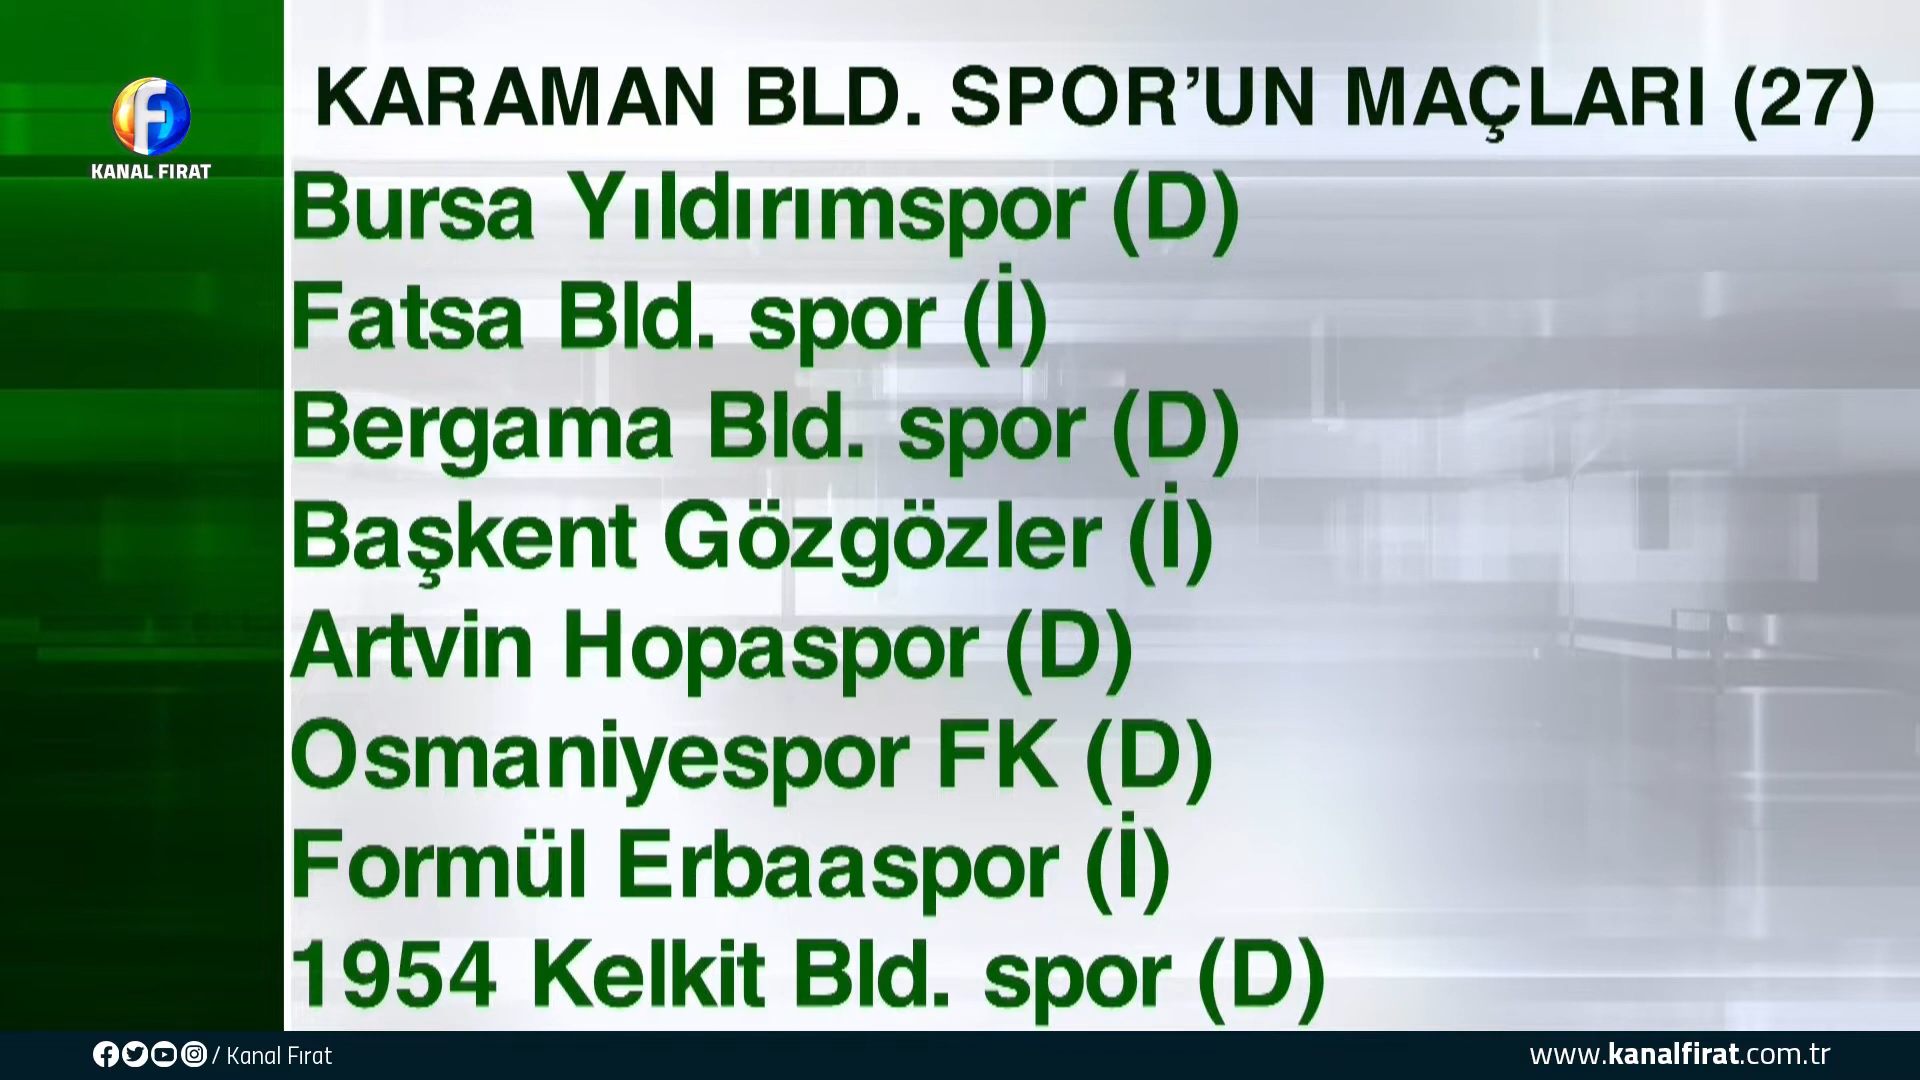 KARAMAN BLD. SPOR’UN MAÇLARI (27)
KANAL FIRAT
Bursa Yıldırımspor (D)
Fatsa Bld. spor (İ)
Bergama Bld. spor (D)
Başkent Gözgözler (İ)
Artvin Hopaspor (D)
Osmaniyespor FK (D)
Formül Erbaaspor (İ)
1954 Kelkit Bld. spor (D)
/ Kanal Fırat
www.kanalfirat.com.tr